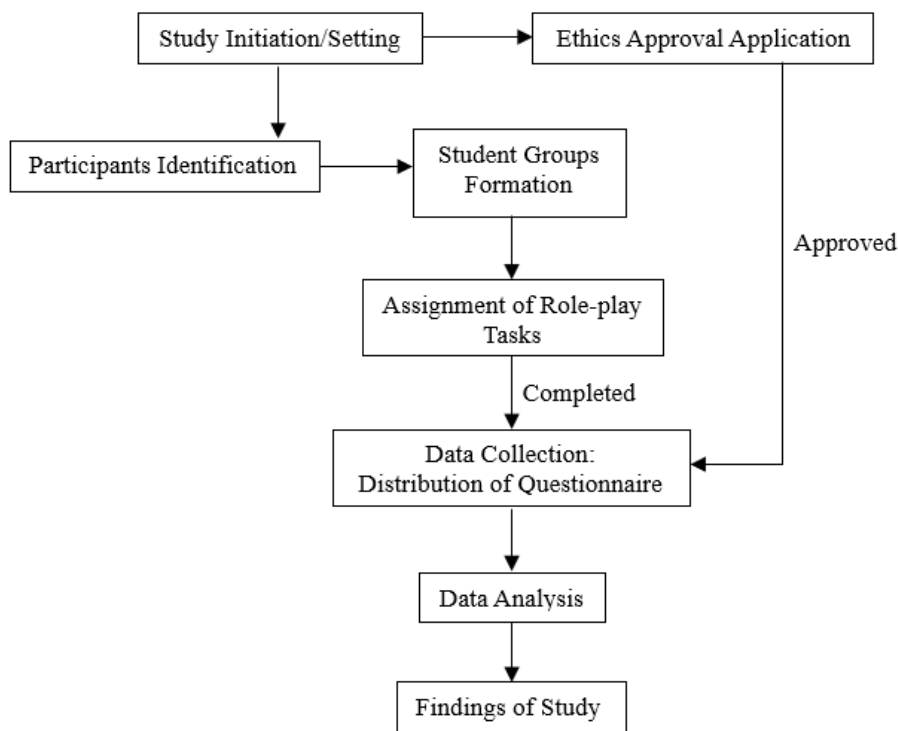 Study Initiation/Setting
Ethics Approval Application
Participants Identification
Student Groups
Formation
Approved
Assignment of Role-play
Tasks
Completed
Data Collection:
Distribution of Questionnaire
Data Analysis
Findings of Study